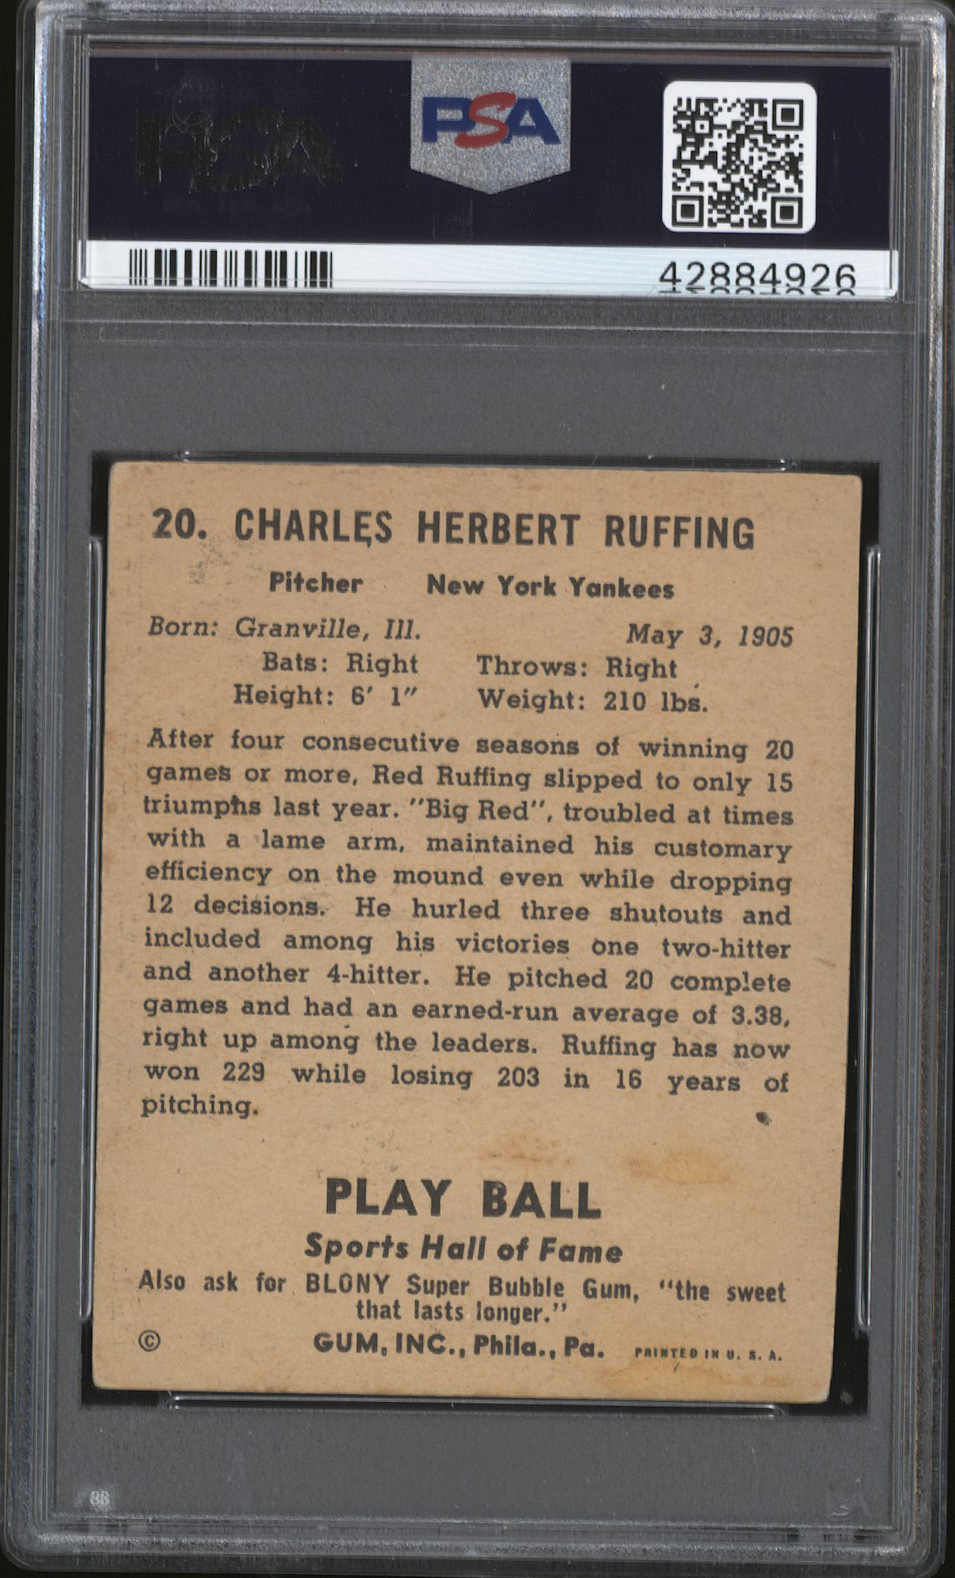 PSA
42884926
20. CHARLES HERBERT RUFFING
Pitcher New York Yankees
Born: Granville, Ill. May 3, 1905
Bats: Right Throws: Right
Height: 6' 1" Weight: 210 lbs.
After four consecutive seasons of winning 20
games or more, Red Ruffing slipped to only 15
triumphs last year. "Big Red", troubled at times
with a lame arm, maintained his customary
efficiency on the mound even while dropping
12 decisions. He hurled three shutouts and
included among his victories one two-hitter
and another 4-hitter. He pitched 20 complete
games and had an earned-run average of 3.38,
right up among the leaders. Ruffing has now
won 229 while losing 203 in 16 years of
pitching.
PLAY BALL
Sports Hall of Fame
Also ask for BLONY Super Bubble Gum, "the sweet
that lasts longer."
© GUM, INC., Phila., Pa. PRINTED IN U. S. A.